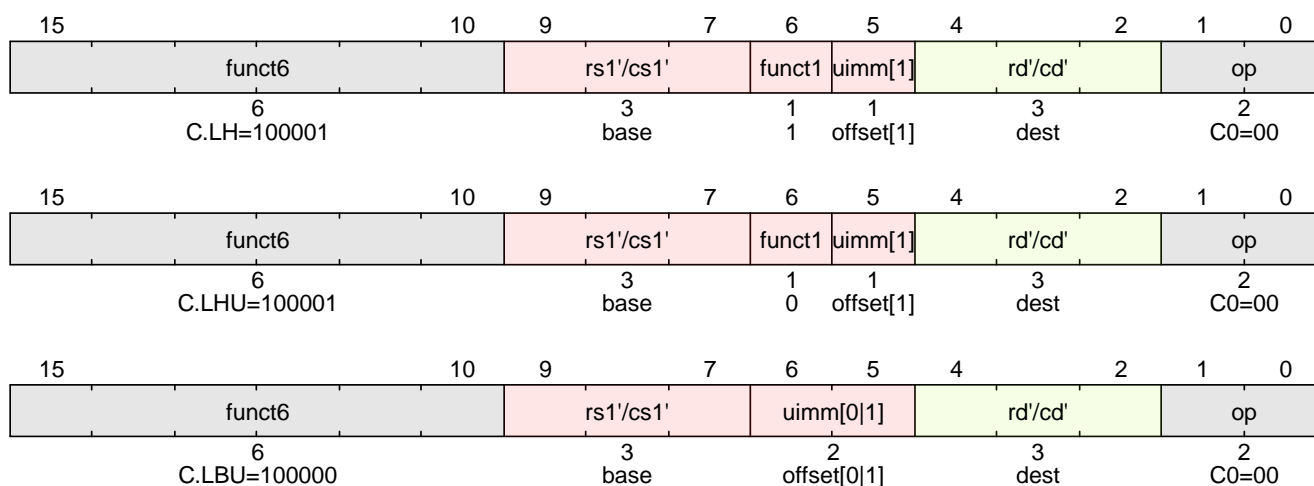 15 10 9 7 6 5 4 2 1 0
funct6 rs1'/cs1' funct1 uimm[1] rd'/cd' op
6 3 1 1 3 2
C.LH=100001 base 1 offset[1] dest C0=00
15 10 9 7 6 5 4 2 1 0
funct6 rs1'/cs1' funct1 uimm[1] rd'/cd' op
6 3 1 1 3 2
C.LHU=100001 base 0 offset[1] dest C0=00
15 10 9 7 6 5 4 2 1 0
funct6 rs1'/cs1' uimm[0|1] rd'/cd' op
6 3 2 3 2
C.LBU=100000 base offset[0|1] dest C0=00